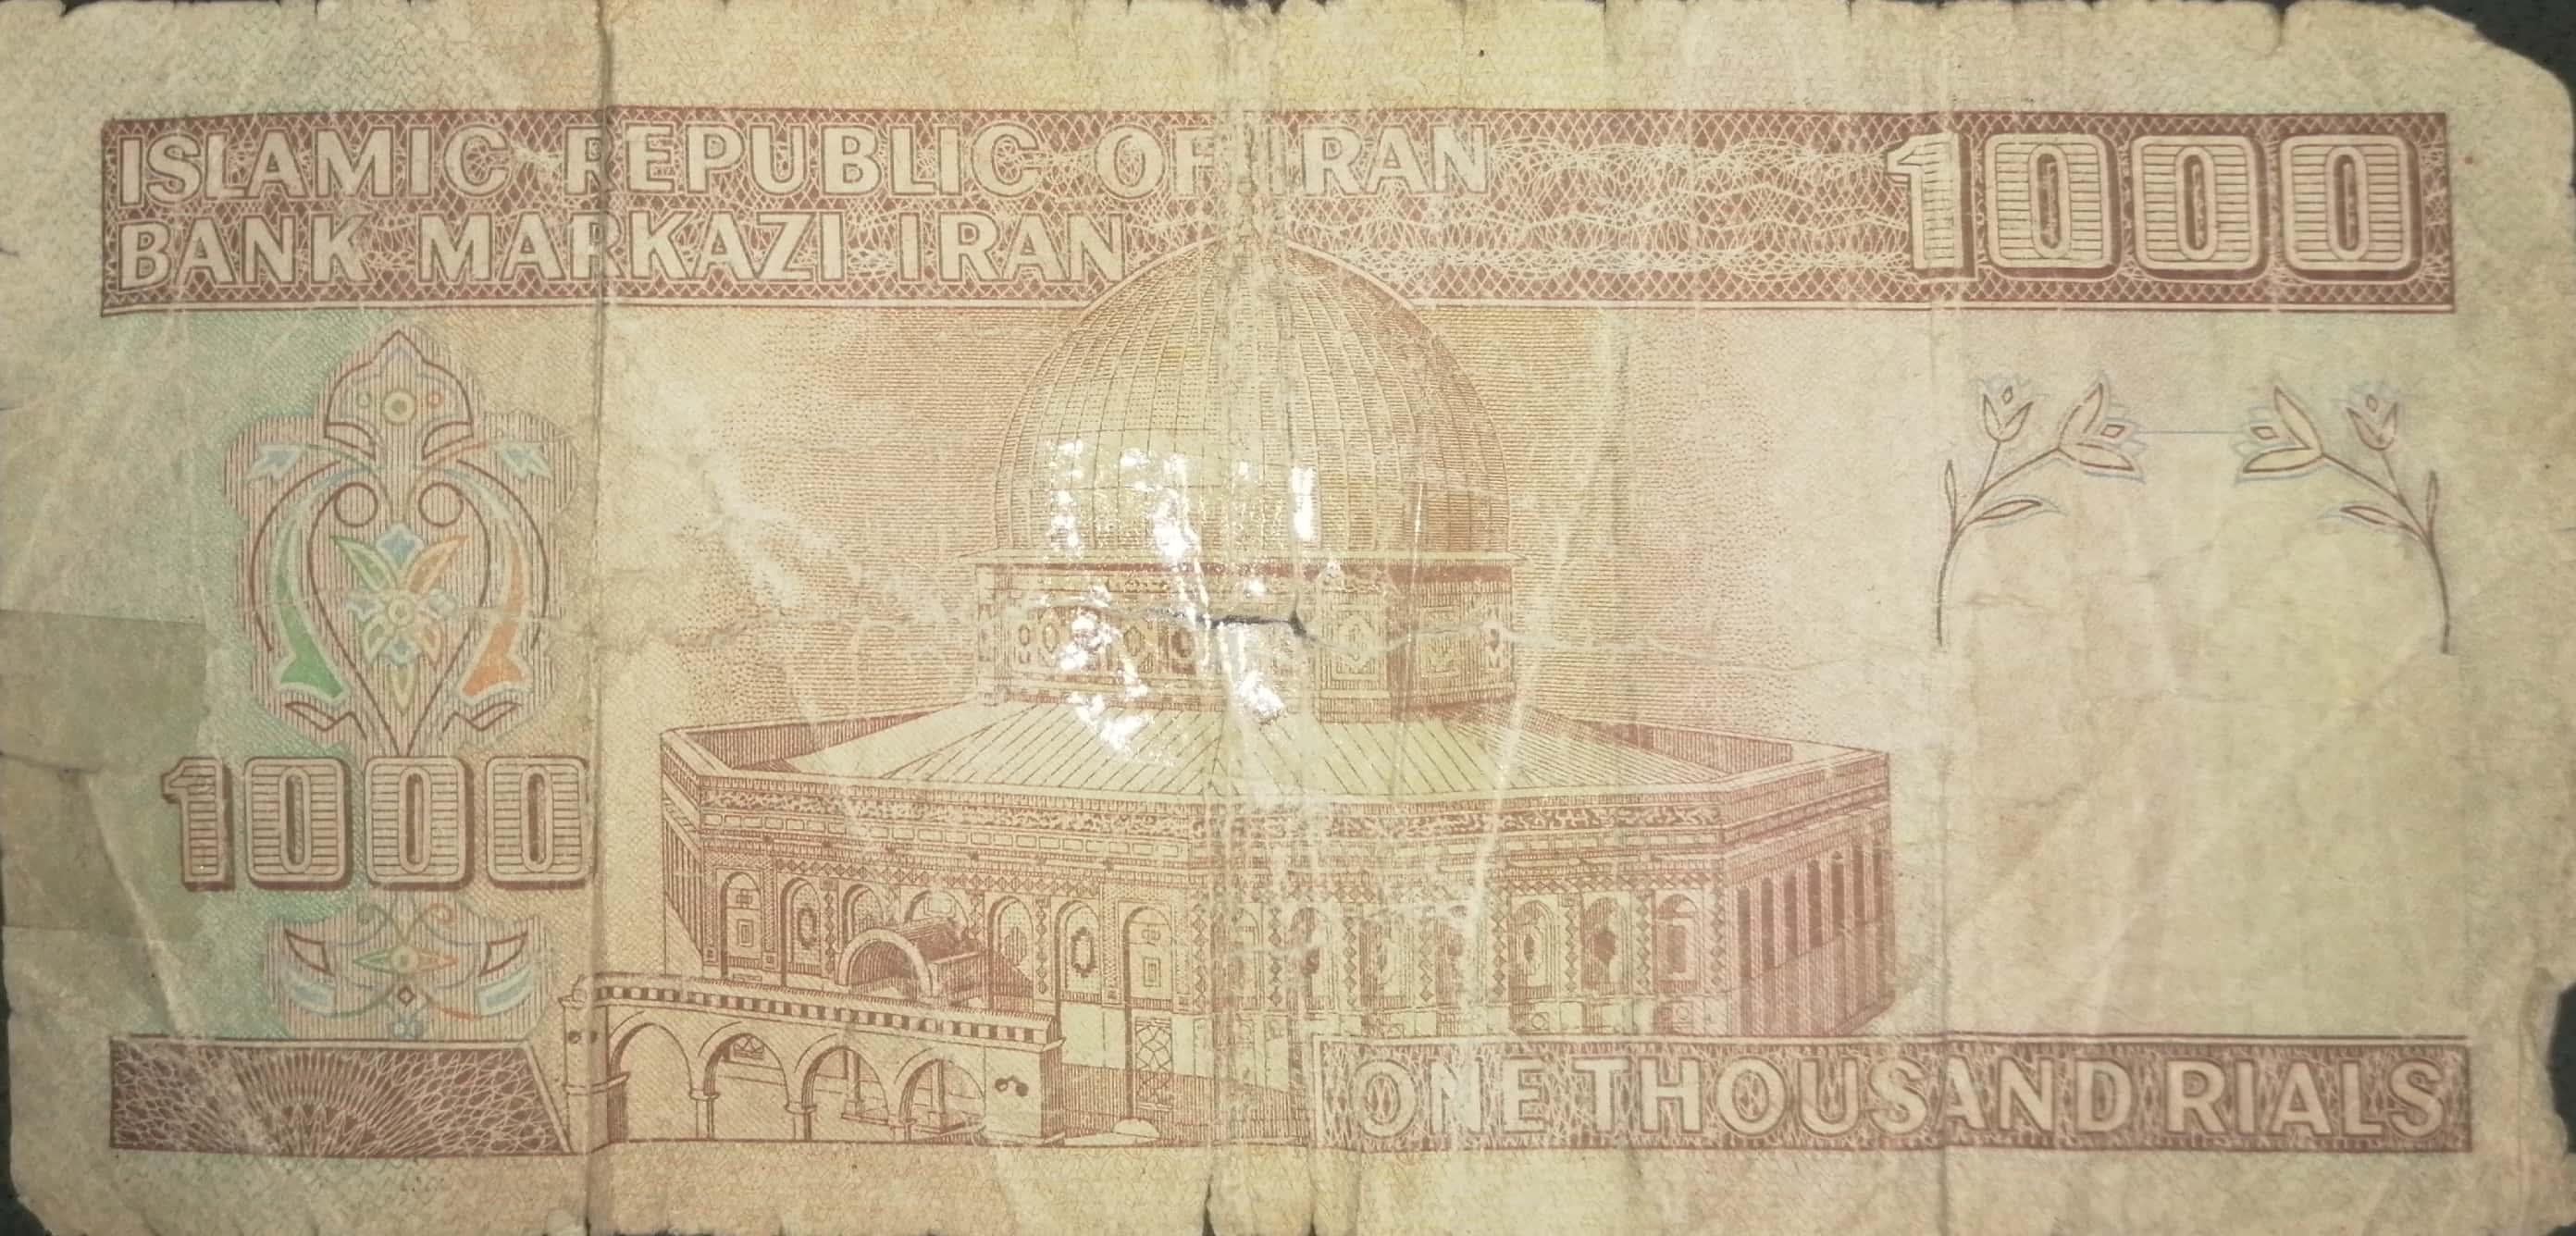 ISLAMIC REPUBLIC OF IRAN
BANK MARKAZI IRAN
1000
1000
ONE THOUSAND RIALS